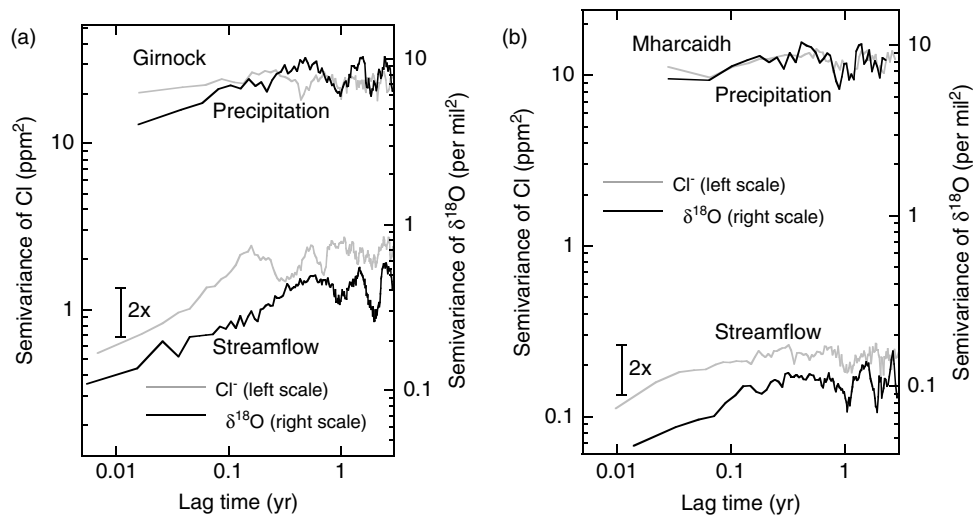 (a)
Girnock
Precipitation
Streamflow
2x
Cl⁻ (left scale)
δ¹⁸O (right scale)
10
1
10
1
0.1
0.01
0.1
1
Lag time (yr)
Semivariance of Cl (ppm²)
Semivariance of δ¹⁸O (per mil²)
(b)
Mharcaidh
Precipitation
Cl⁻ (left scale)
δ¹⁸O (right scale)
Streamflow
2x
10
1
0.1
10
1
0.1
0.01
0.1
1
Lag time (yr)
Semivariance of Cl (ppm²)
Semivariance of δ¹⁸O (per mil²)